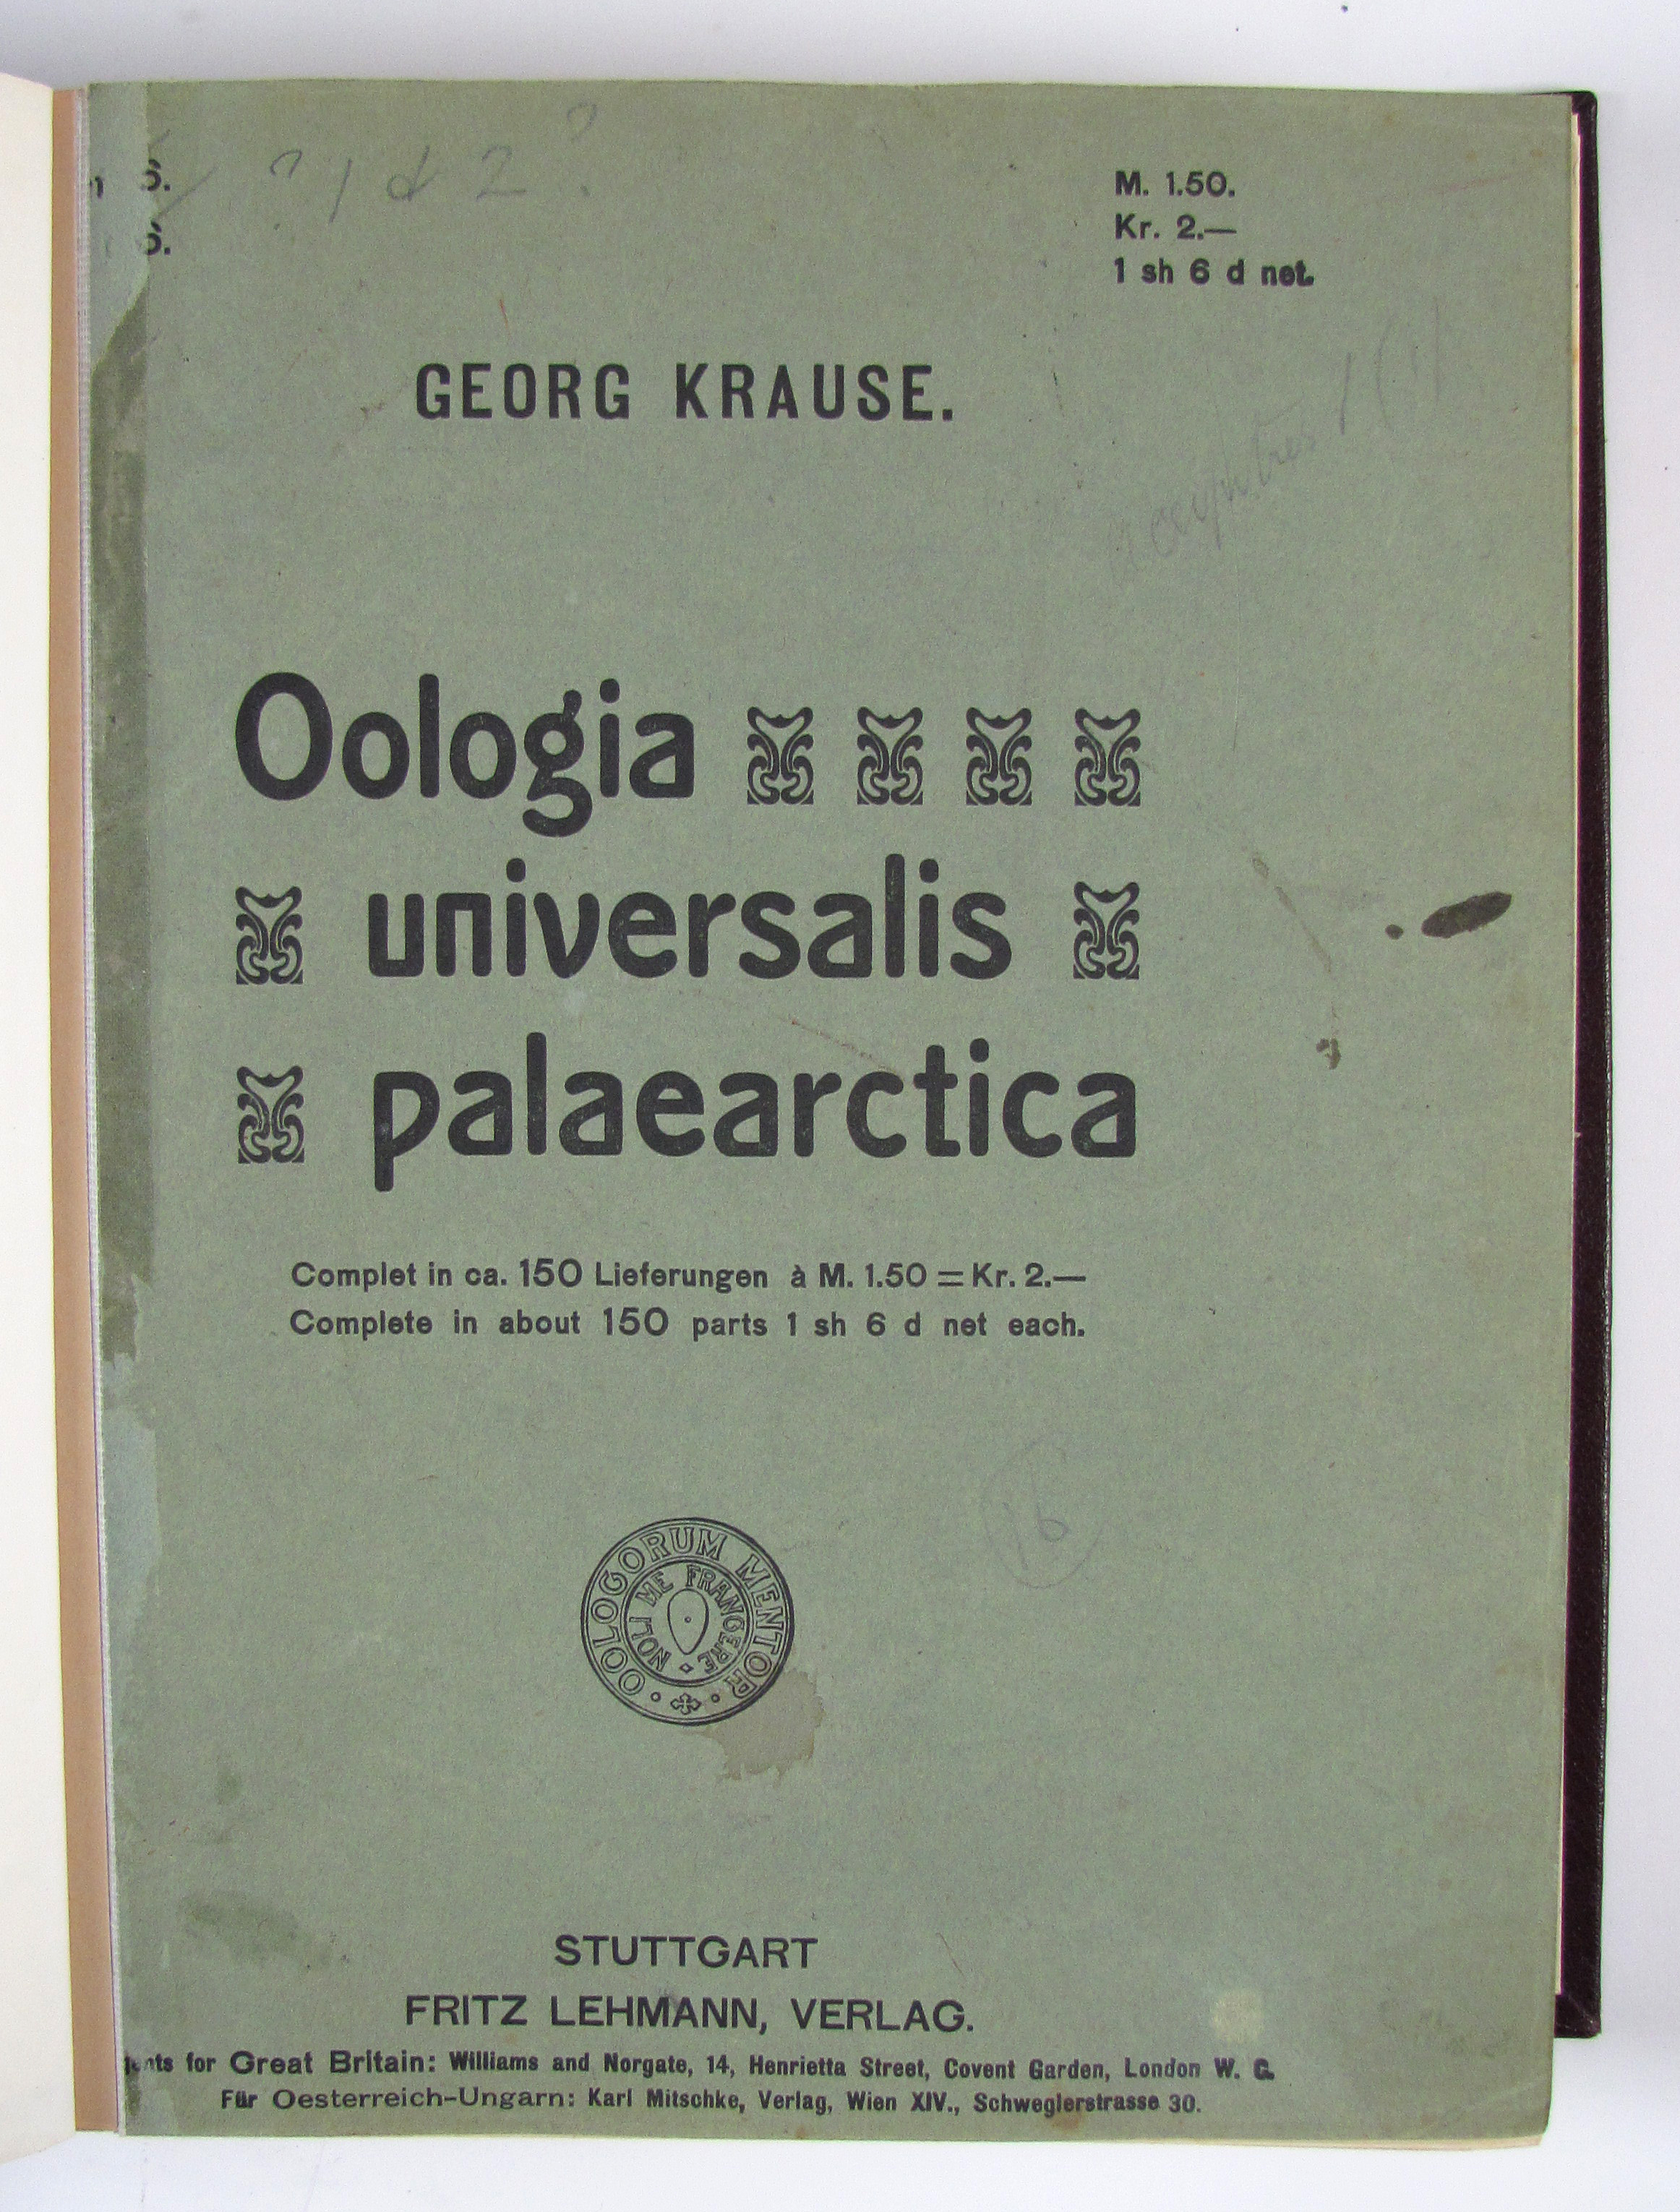 ? 1 & 2 ?
M. 1.50.
Kr. 2.—
1 sh 6 d net.
GEORG KRAUSE.
Oologia
universalis
palaearctica
Complet in ca. 150 Lieferungen à M. 1.50 = Kr. 2.—
Complete in about 150 parts 1 sh 6 d net each.
OOLOGORUM MENTOR
NOLI ME FRANGERE
STUTTGART
FRITZ LEHMANN, VERLAG.
for Great Britain: Williams and Norgate, 14, Henrietta Street, Covent Garden, London W. C.
Für Oesterreich-Ungarn: Karl Mitschke, Verlag, Wien XIV., Schweglerstrasse 30.